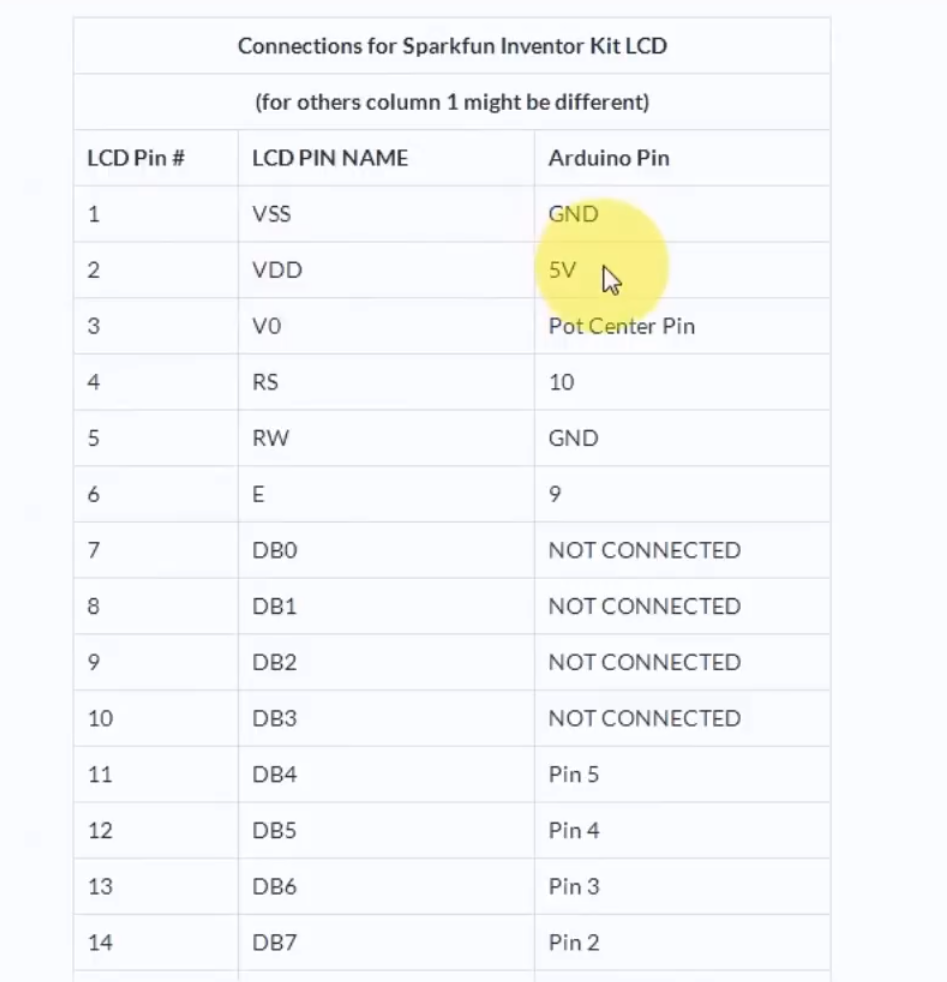 Connections for Sparkfun Inventor Kit LCD
(for others column 1 might be different)
LCD Pin # LCD PIN NAME Arduino Pin
1 VSS GND
2 VDD 5V
3 V0 Pot Center Pin
4 RS 10
5 RW GND
6 E 9
7 DB0 NOT CONNECTED
8 DB1 NOT CONNECTED
9 DB2 NOT CONNECTED
10 DB3 NOT CONNECTED
11 DB4 Pin 5
12 DB5 Pin 4
13 DB6 Pin 3
14 DB7 Pin 2